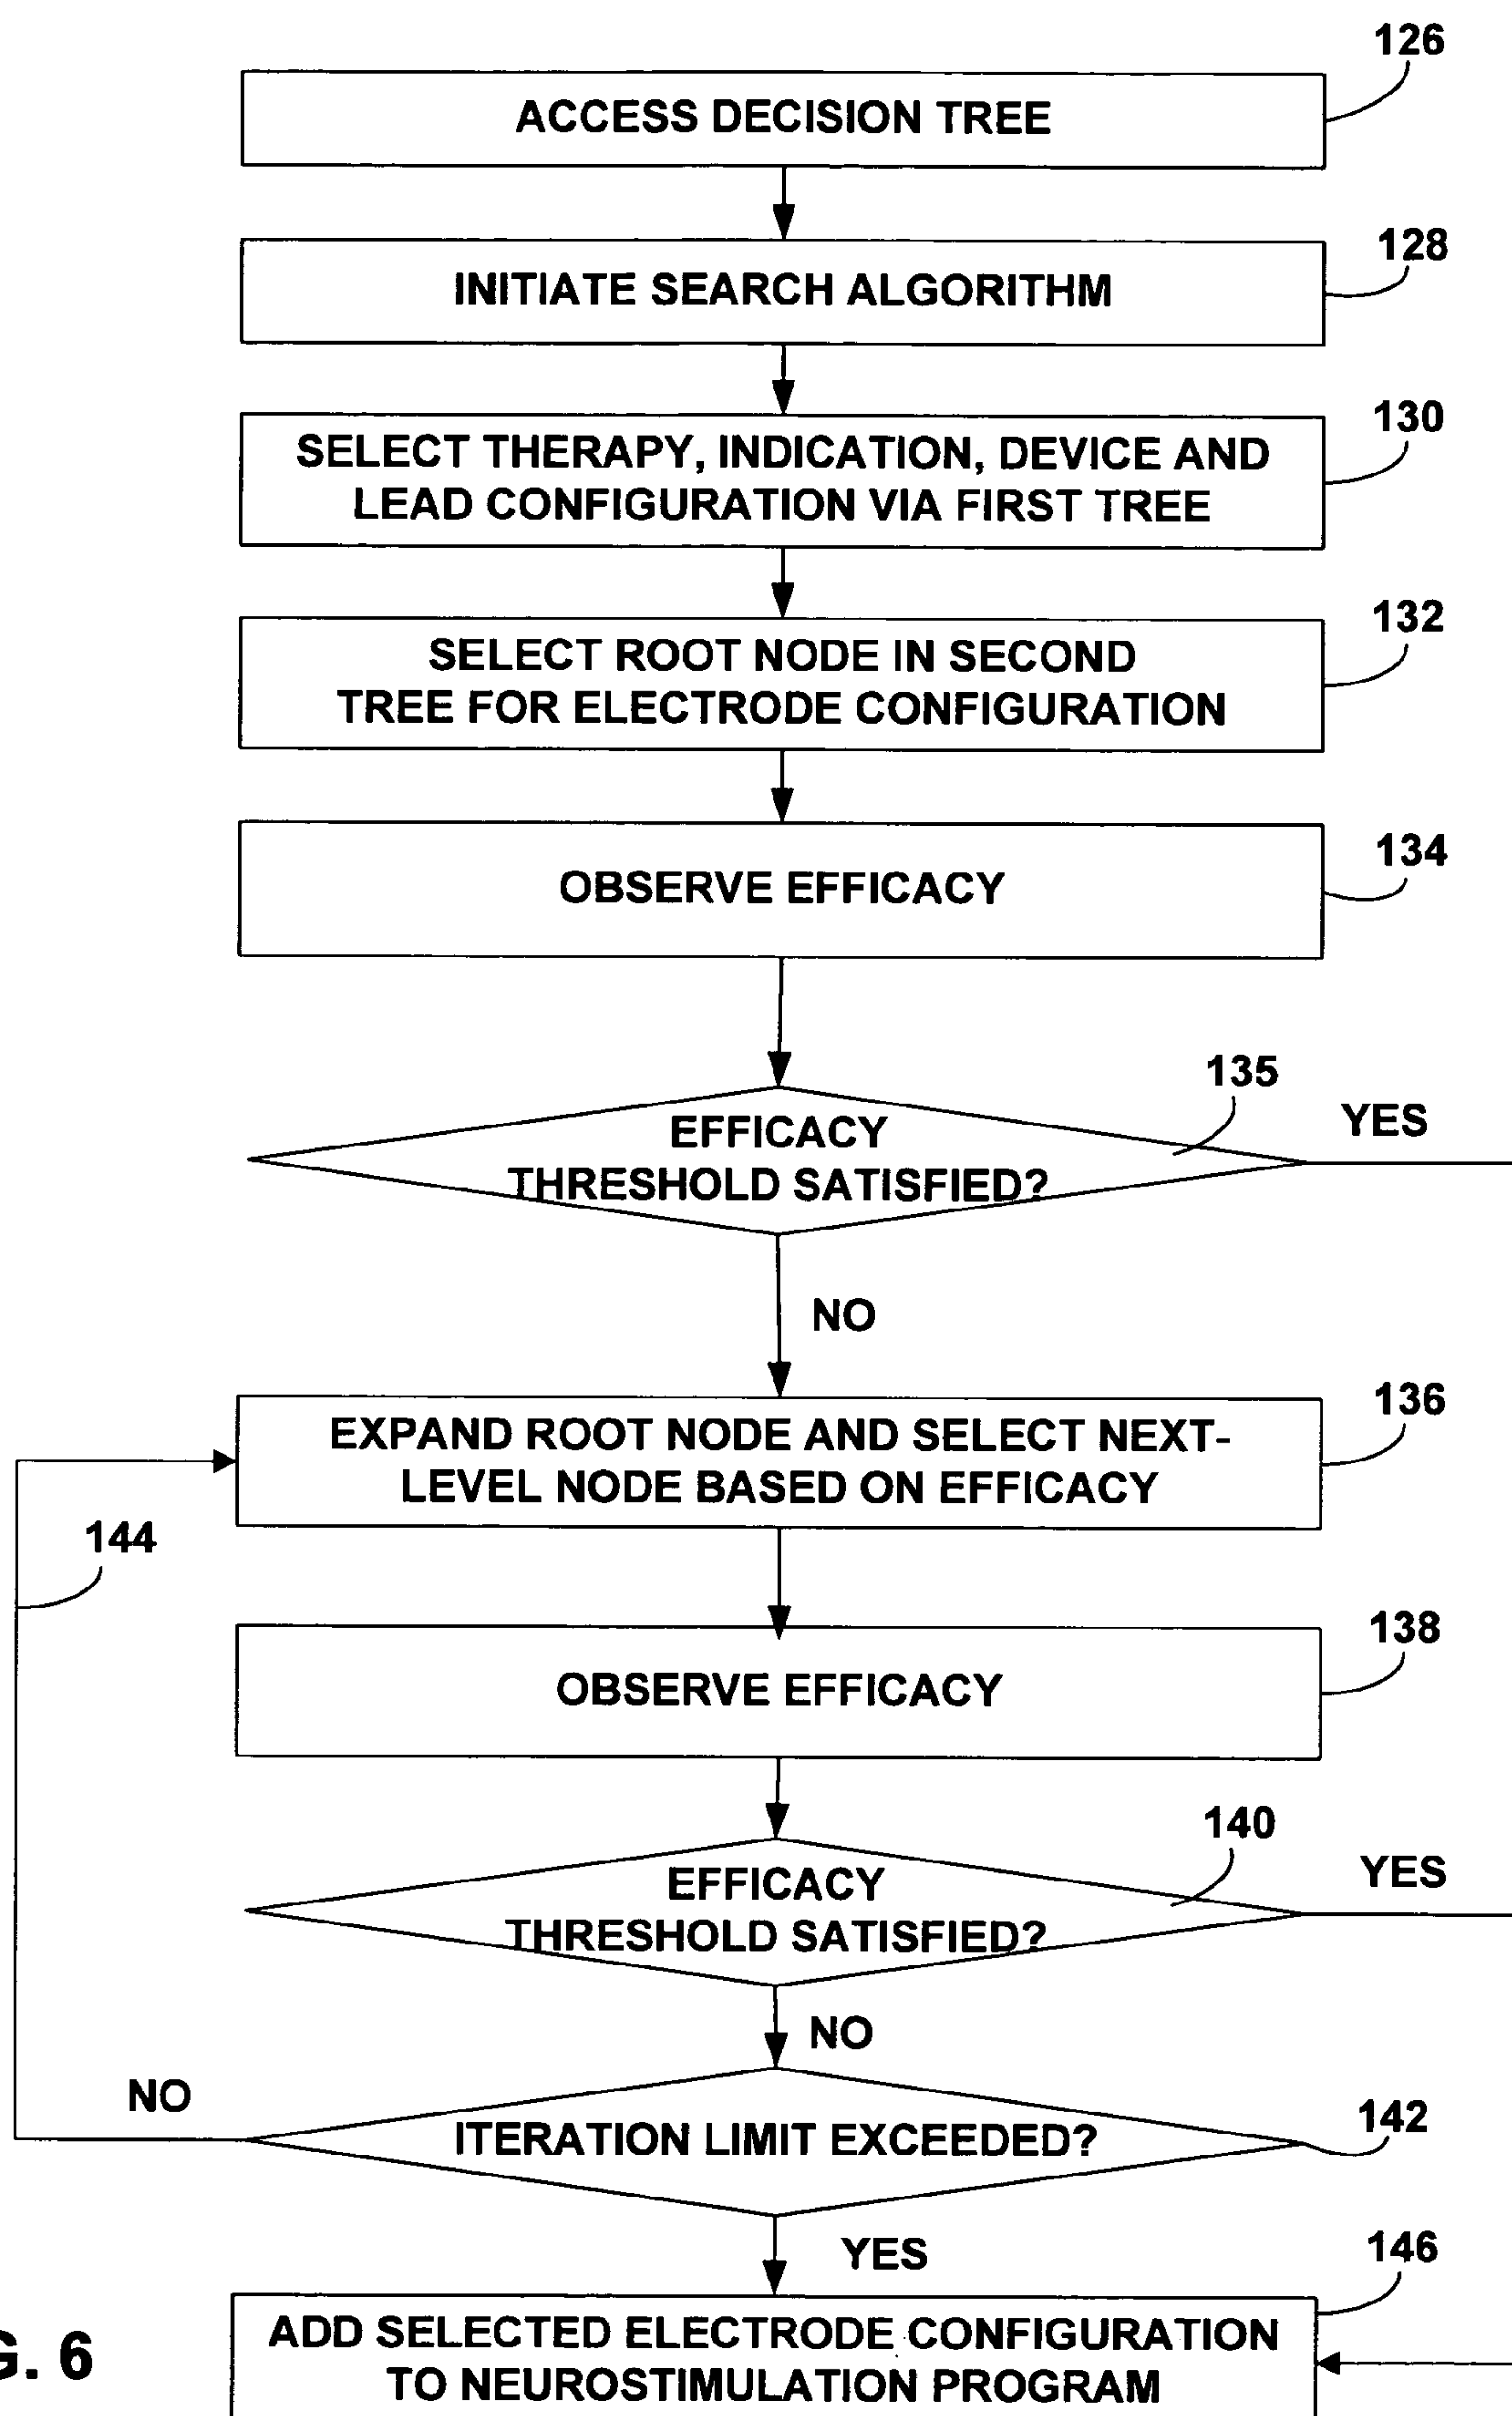 126
ACCESS DECISION TREE
128
INITIATE SEARCH ALGORITHM
130
SELECT THERAPY, INDICATION, DEVICE AND
LEAD CONFIGURATION VIA FIRST TREE
132
SELECT ROOT NODE IN SECOND
TREE FOR ELECTRODE CONFIGURATION
134
OBSERVE EFFICACY
135
YES
EFFICACY
THRESHOLD SATISFIED?
NO
136
EXPAND ROOT NODE AND SELECT NEXT-
LEVEL NODE BASED ON EFFICACY
144
138
OBSERVE EFFICACY
140
YES
EFFICACY
THRESHOLD SATISFIED?
NO
NO
142
ITERATION LIMIT EXCEEDED?
YES
146
ADD SELECTED ELECTRODE CONFIGURATION
TO NEUROSTIMULATION PROGRAM
G. 6